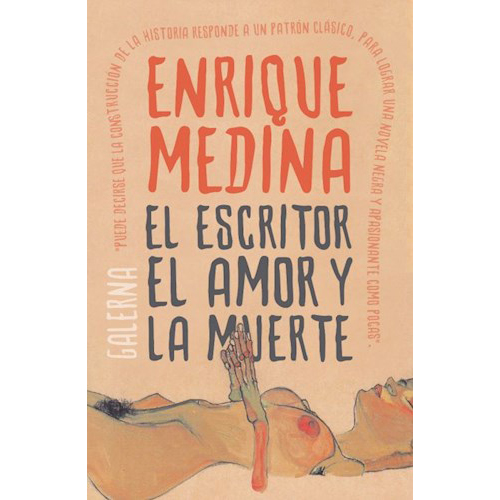 "PUEDE DECIRSE QUE LA CONSTRUCCIÓN DE LA HISTORIA RESPONDE A UN PATRÓN CLÁSICO, PARA LOGRAR UNA NOVELA NEGRA Y APASIONANTE COMO POCAS".
ENRIQUE
MEDINA
EL ESCRITOR
EL AMOR Y
LA MUERTE
GALERNA